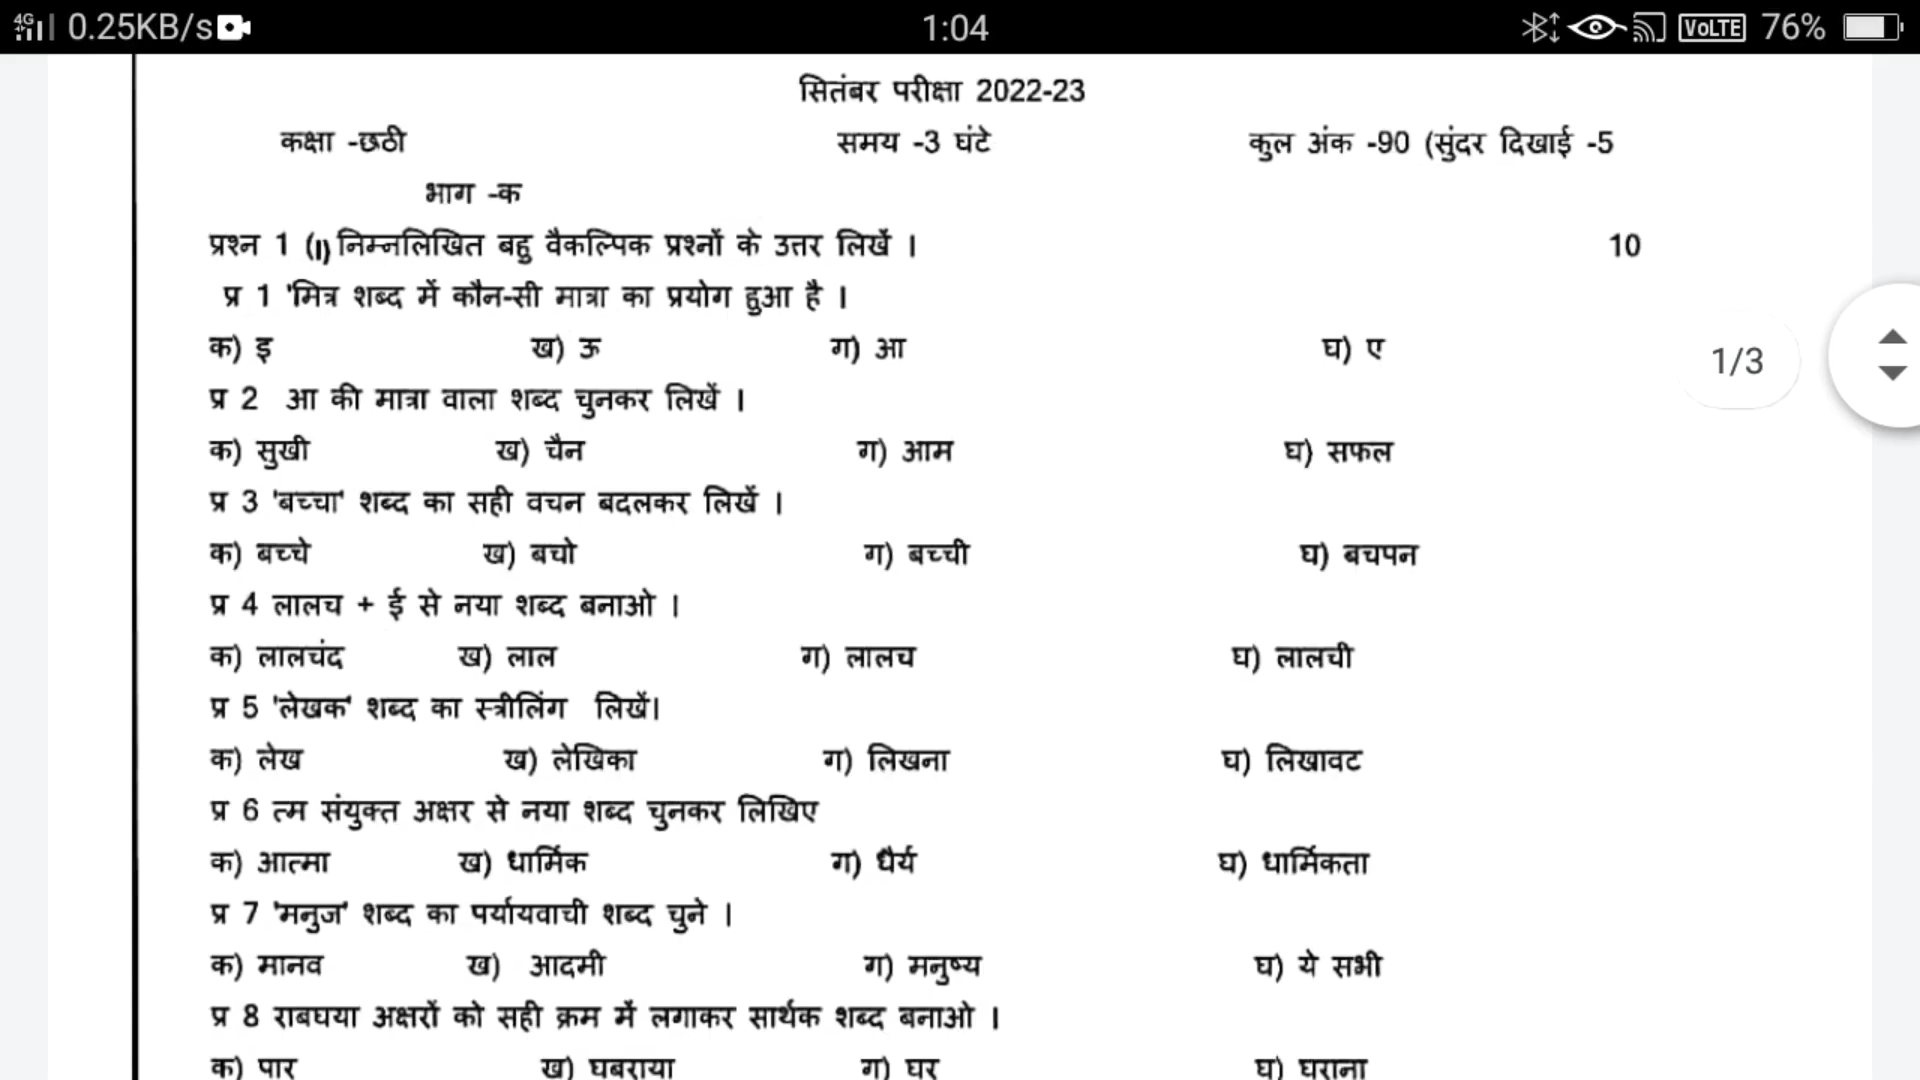 4G 0.25KB/s 1:04 VoLTE 76%
सितंबर परीक्षा 2022-23
कक्षा -छठी समय -3 घंटे कुल अंक -90 (सुंदर दिखाई -5
भाग -क
प्रश्न 1 (I) निम्नलिखित बहु वैकल्पिक प्रश्नों के उत्तर लिखें । 10
प्र 1 'मित्र शब्द में कौन-सी मात्रा का प्रयोग हुआ है ।
क) इ ख) ऊ ग) आ घ) ए
1/3
प्र 2 आ की मात्रा वाला शब्द चुनकर लिखें ।
क) सुखी ख) चैन ग) आम घ) सफल
प्र 3 'बच्चा' शब्द का सही वचन बदलकर लिखें ।
क) बच्चे ख) बचो ग) बच्ची घ) बचपन
प्र 4 लालच + ई से नया शब्द बनाओ ।
क) लालचंद ख) लाल ग) लालच घ) लालची
प्र 5 'लेखक' शब्द का स्त्रीलिंग लिखें।
क) लेख ख) लेखिका ग) लिखना घ) लिखावट
प्र 6 त्म संयुक्त अक्षर से नया शब्द चुनकर लिखिए
क) आत्मा ख) धार्मिक ग) धैर्य घ) धार्मिकता
प्र 7 'मनुज' शब्द का पर्यायवाची शब्द चुने ।
क) मानव ख) आदमी ग) मनुष्य घ) ये सभी
प्र 8 राबघया अक्षरों को सही क्रम में लगाकर सार्थक शब्द बनाओ ।
क) पार ख) घबराया ग) घर घ) घराना